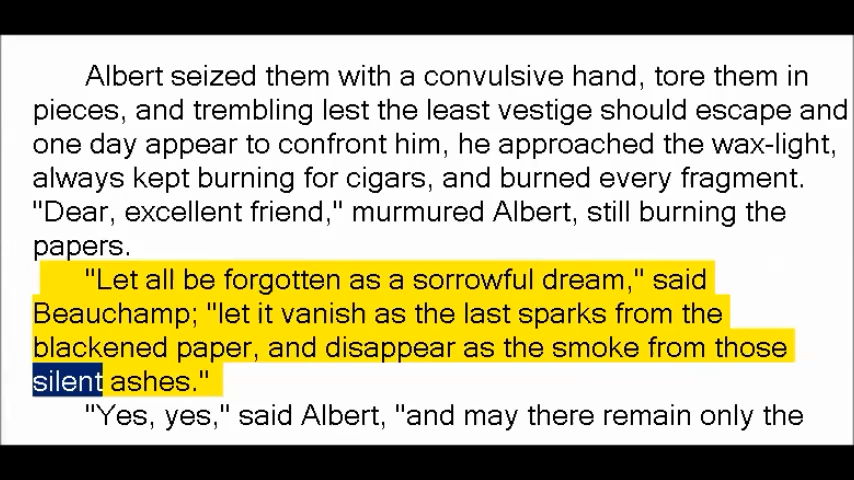 Albert seized them with a convulsive hand, tore them in
pieces, and trembling lest the least vestige should escape and
one day appear to confront him, he approached the wax-light,
always kept burning for cigars, and burned every fragment.
"Dear, excellent friend," murmured Albert, still burning the
papers.
"Let all be forgotten as a sorrowful dream," said
Beauchamp; "let it vanish as the last sparks from the
blackened paper, and disappear as the smoke from those
silent ashes."
"Yes, yes," said Albert, "and may there remain only the